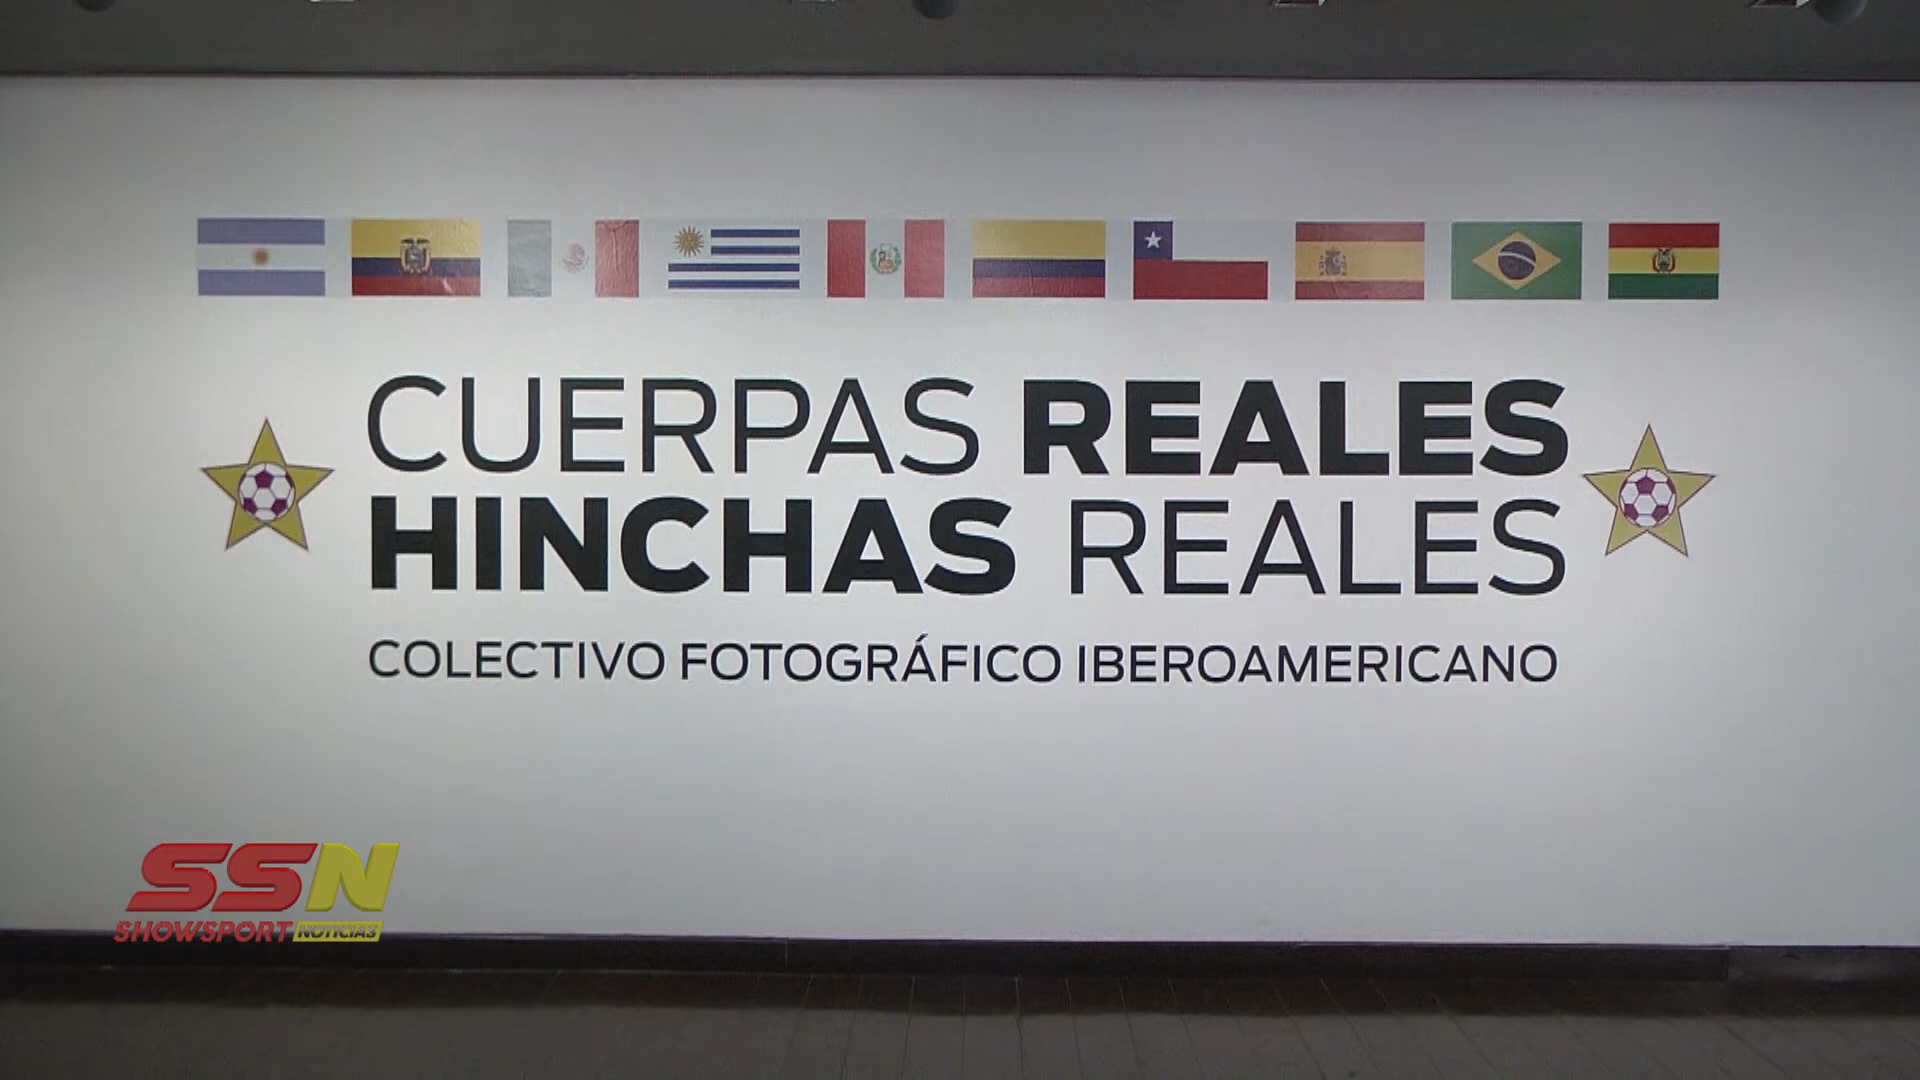 CUERPAS REALES
HINCHAS REALES
COLECTIVO FOTOGRÁFICO IBEROAMERICANO
SSN
SHOWSPORT NOTICIAS